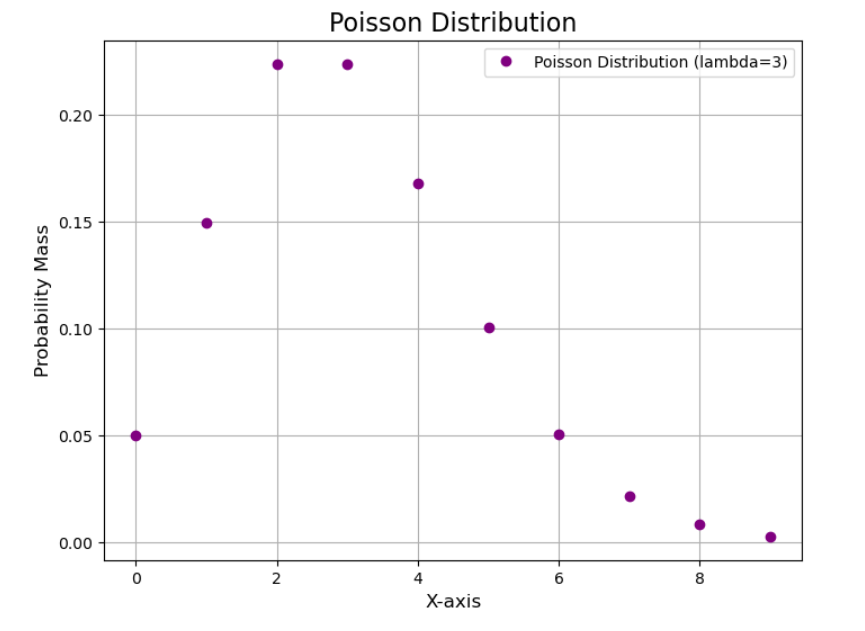 Poisson Distribution
Poisson Distribution (lambda=3)
Probability Mass
0.20
0.15
0.10
0.05
0.00
0 2 4 6 8
X-axis